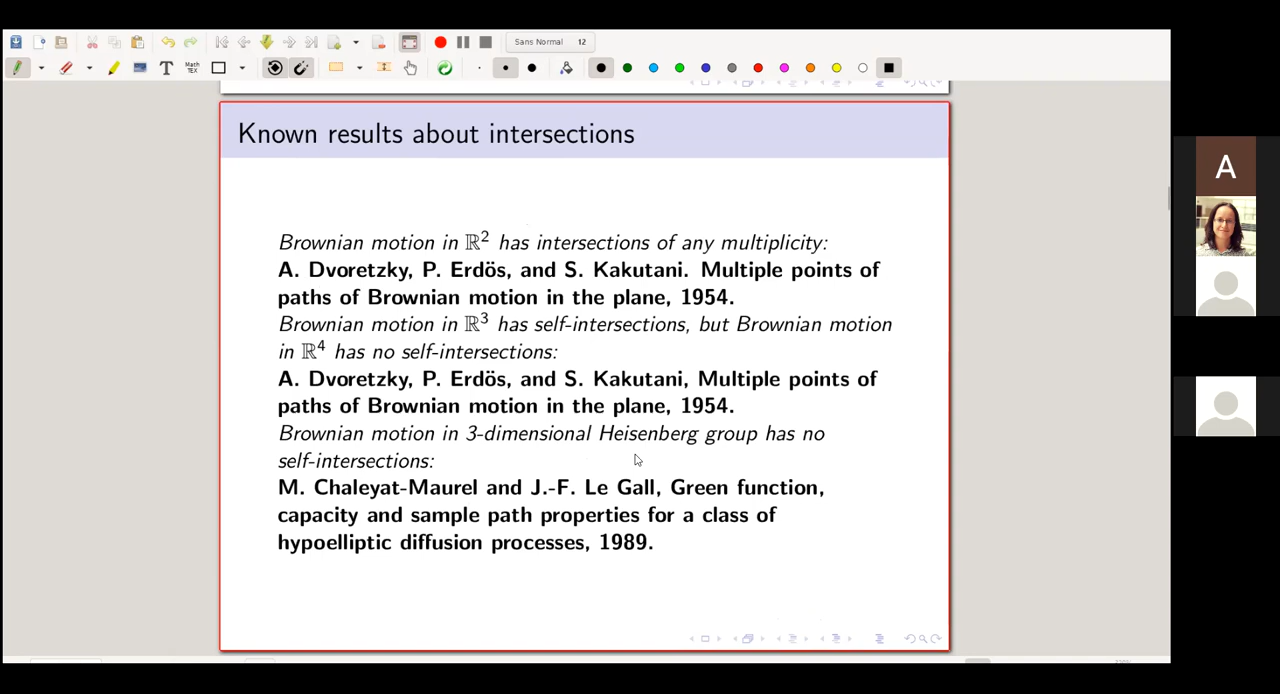 Sans Normal 12
T
Math
TEX
Known results about intersections
Brownian motion in ℝ² has intersections of any multiplicity:
A. Dvoretzky, P. Erdös, and S. Kakutani. Multiple points of
paths of Brownian motion in the plane, 1954.
Brownian motion in ℝ³ has self-intersections, but Brownian motion
in ℝ⁴ has no self-intersections:
A. Dvoretzky, P. Erdös, and S. Kakutani, Multiple points of
paths of Brownian motion in the plane, 1954.
Brownian motion in 3-dimensional Heisenberg group has no
self-intersections:
M. Chaleyat-Maurel and J.-F. Le Gall, Green function,
capacity and sample path properties for a class of
hypoelliptic diffusion processes, 1989.
A